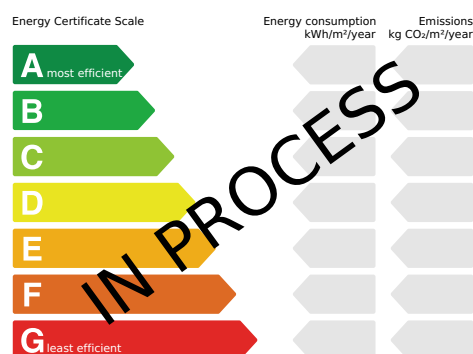 Energy Certificate Scale
Energy consumption
kWh/m²/year
Emissions
kg CO₂/m²/year
A most efficient
B
C
D
E
F
G least efficient
IN PROCESS